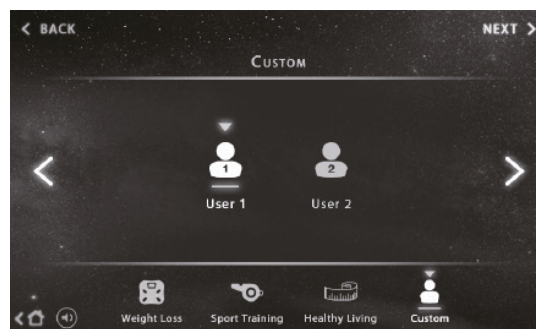 BACK
NEXT
Custom
1
2
User 1
User 2
Weight Loss
Sport Training
Healthy Living
Custom